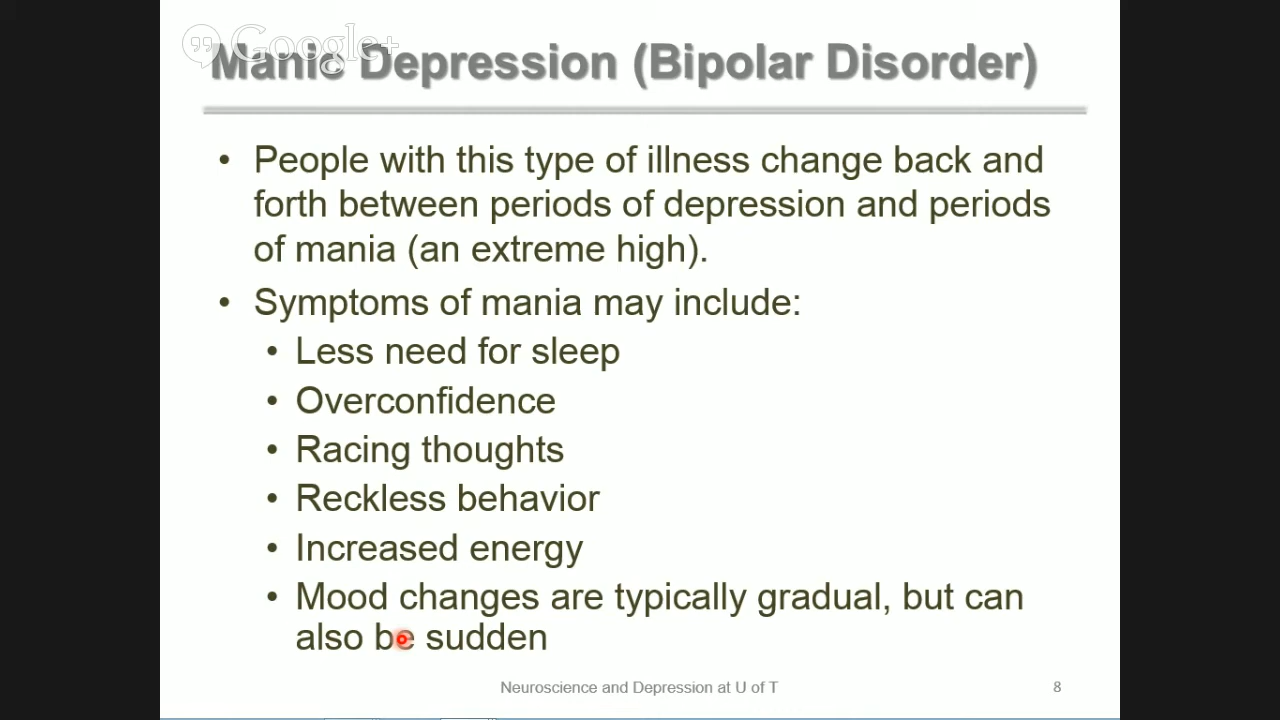 Google+
Manic Depression (Bipolar Disorder)
• People with this type of illness change back and
forth between periods of depression and periods
of mania (an extreme high).
• Symptoms of mania may include:
• Less need for sleep
• Overconfidence
• Racing thoughts
• Reckless behavior
• Increased energy
• Mood changes are typically gradual, but can
also be sudden
Neuroscience and Depression at U of T
8